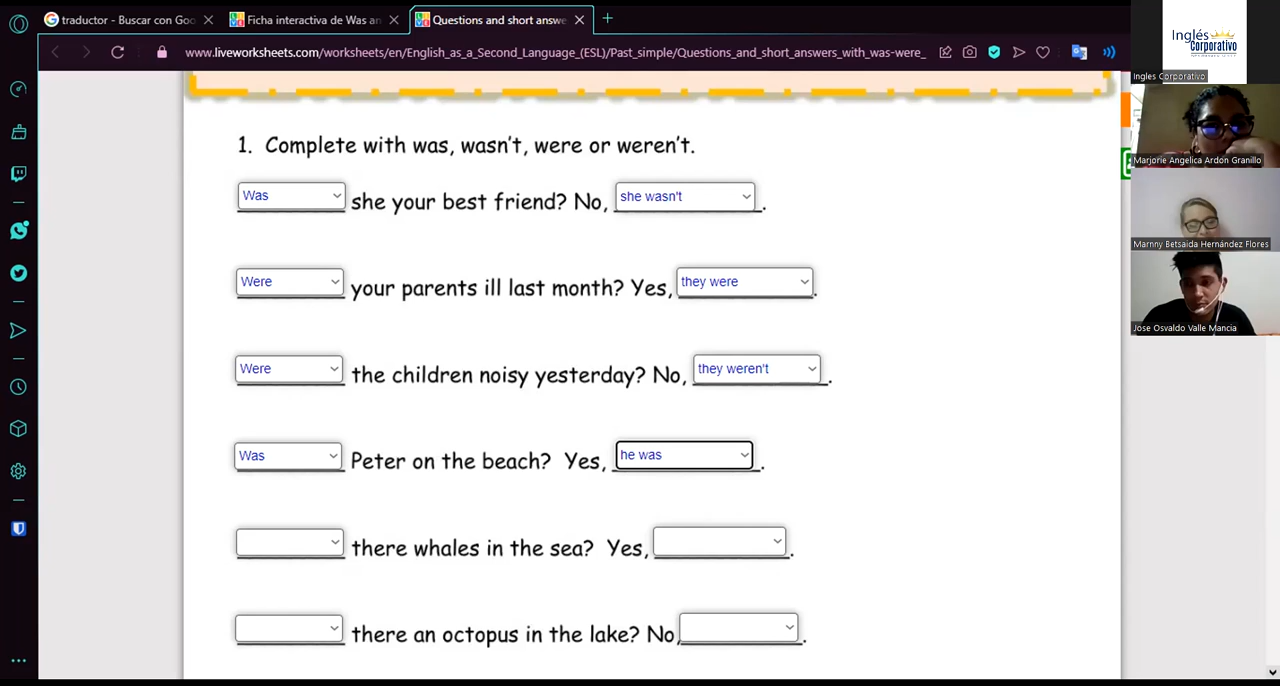 traductor - Buscar con Goo
Ficha interactiva de Was an
Questions and short answe
www.liveworksheets.com/worksheets/en/English_as_a_Second_Language_(ESL)/Past_simple/Questions_and_short_answers_with_was-were_
Inglés
Corporativo
Ingles Corporativo
Marjorie Angelica Ardon Granillo
Marnny Betsaida Hernández Flores
Jose Osvaldo Valle Mancia
1. Complete with was, wasn't, were or weren't.
Was she your best friend? No, she wasn't.
Were your parents ill last month? Yes, they were.
Were the children noisy yesterday? No, they weren't.
Was Peter on the beach? Yes, he was.
there whales in the sea? Yes, .
there an octopus in the lake? No, .